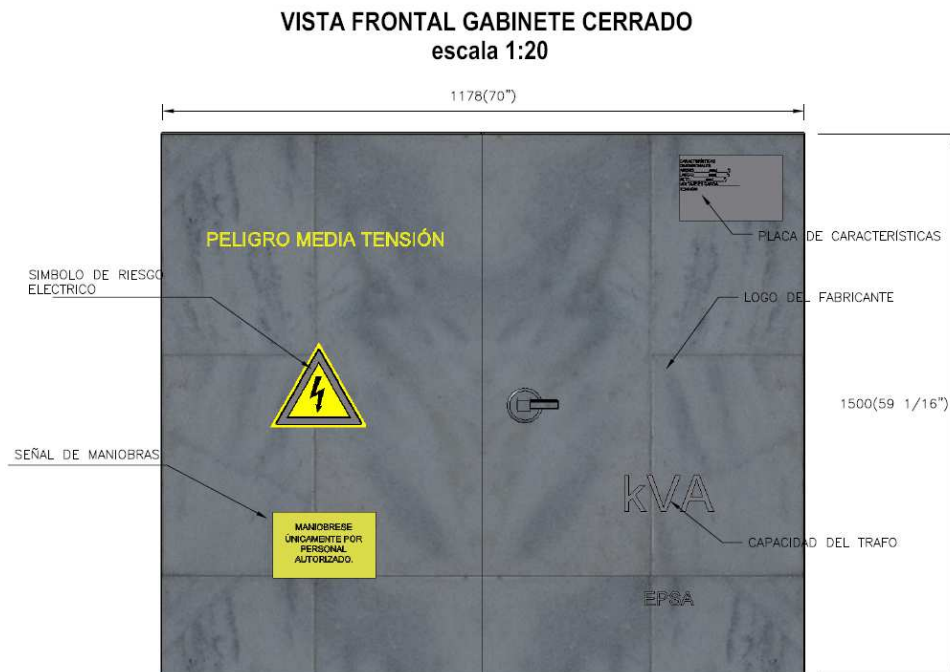 VISTA FRONTAL GABINETE CERRADO
escala 1:20
1178(70")
CARACTERÍSTICAS
PELIGRO MEDIA TENSIÓN
PLACA DE CARACTERÍSTICAS
SIMBOLO DE RIESGO
ELECTRICO
LOGO DEL FABRICANTE
1500(59 1/16")
SEÑAL DE MANIOBRAS
kVA
MANIOBRESE
ÚNICAMENTE POR
PERSONAL
AUTORIZADO.
CAPACIDAD DEL TRAFO
EPSA